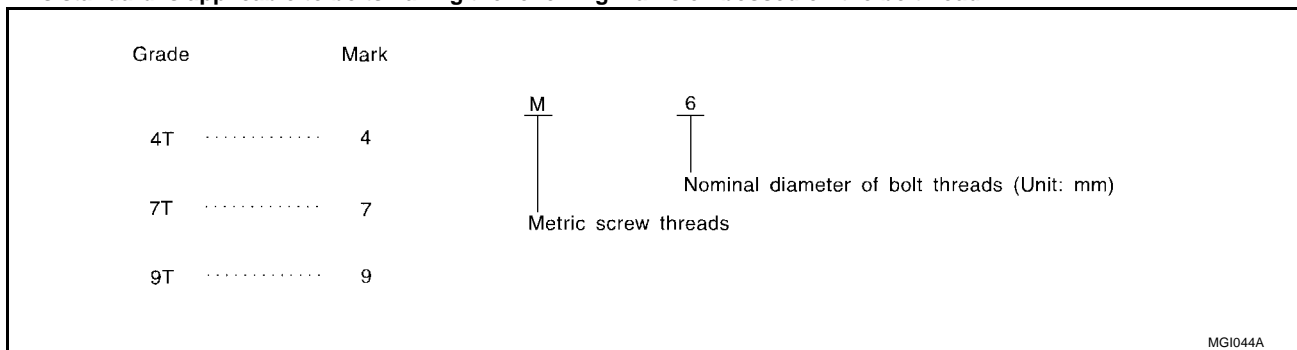 Grade Mark
M 6
4T ············· 4
Nominal diameter of bolt threads (Unit: mm)
7T ············· 7
Metric screw threads
9T ············· 9
MGI044A